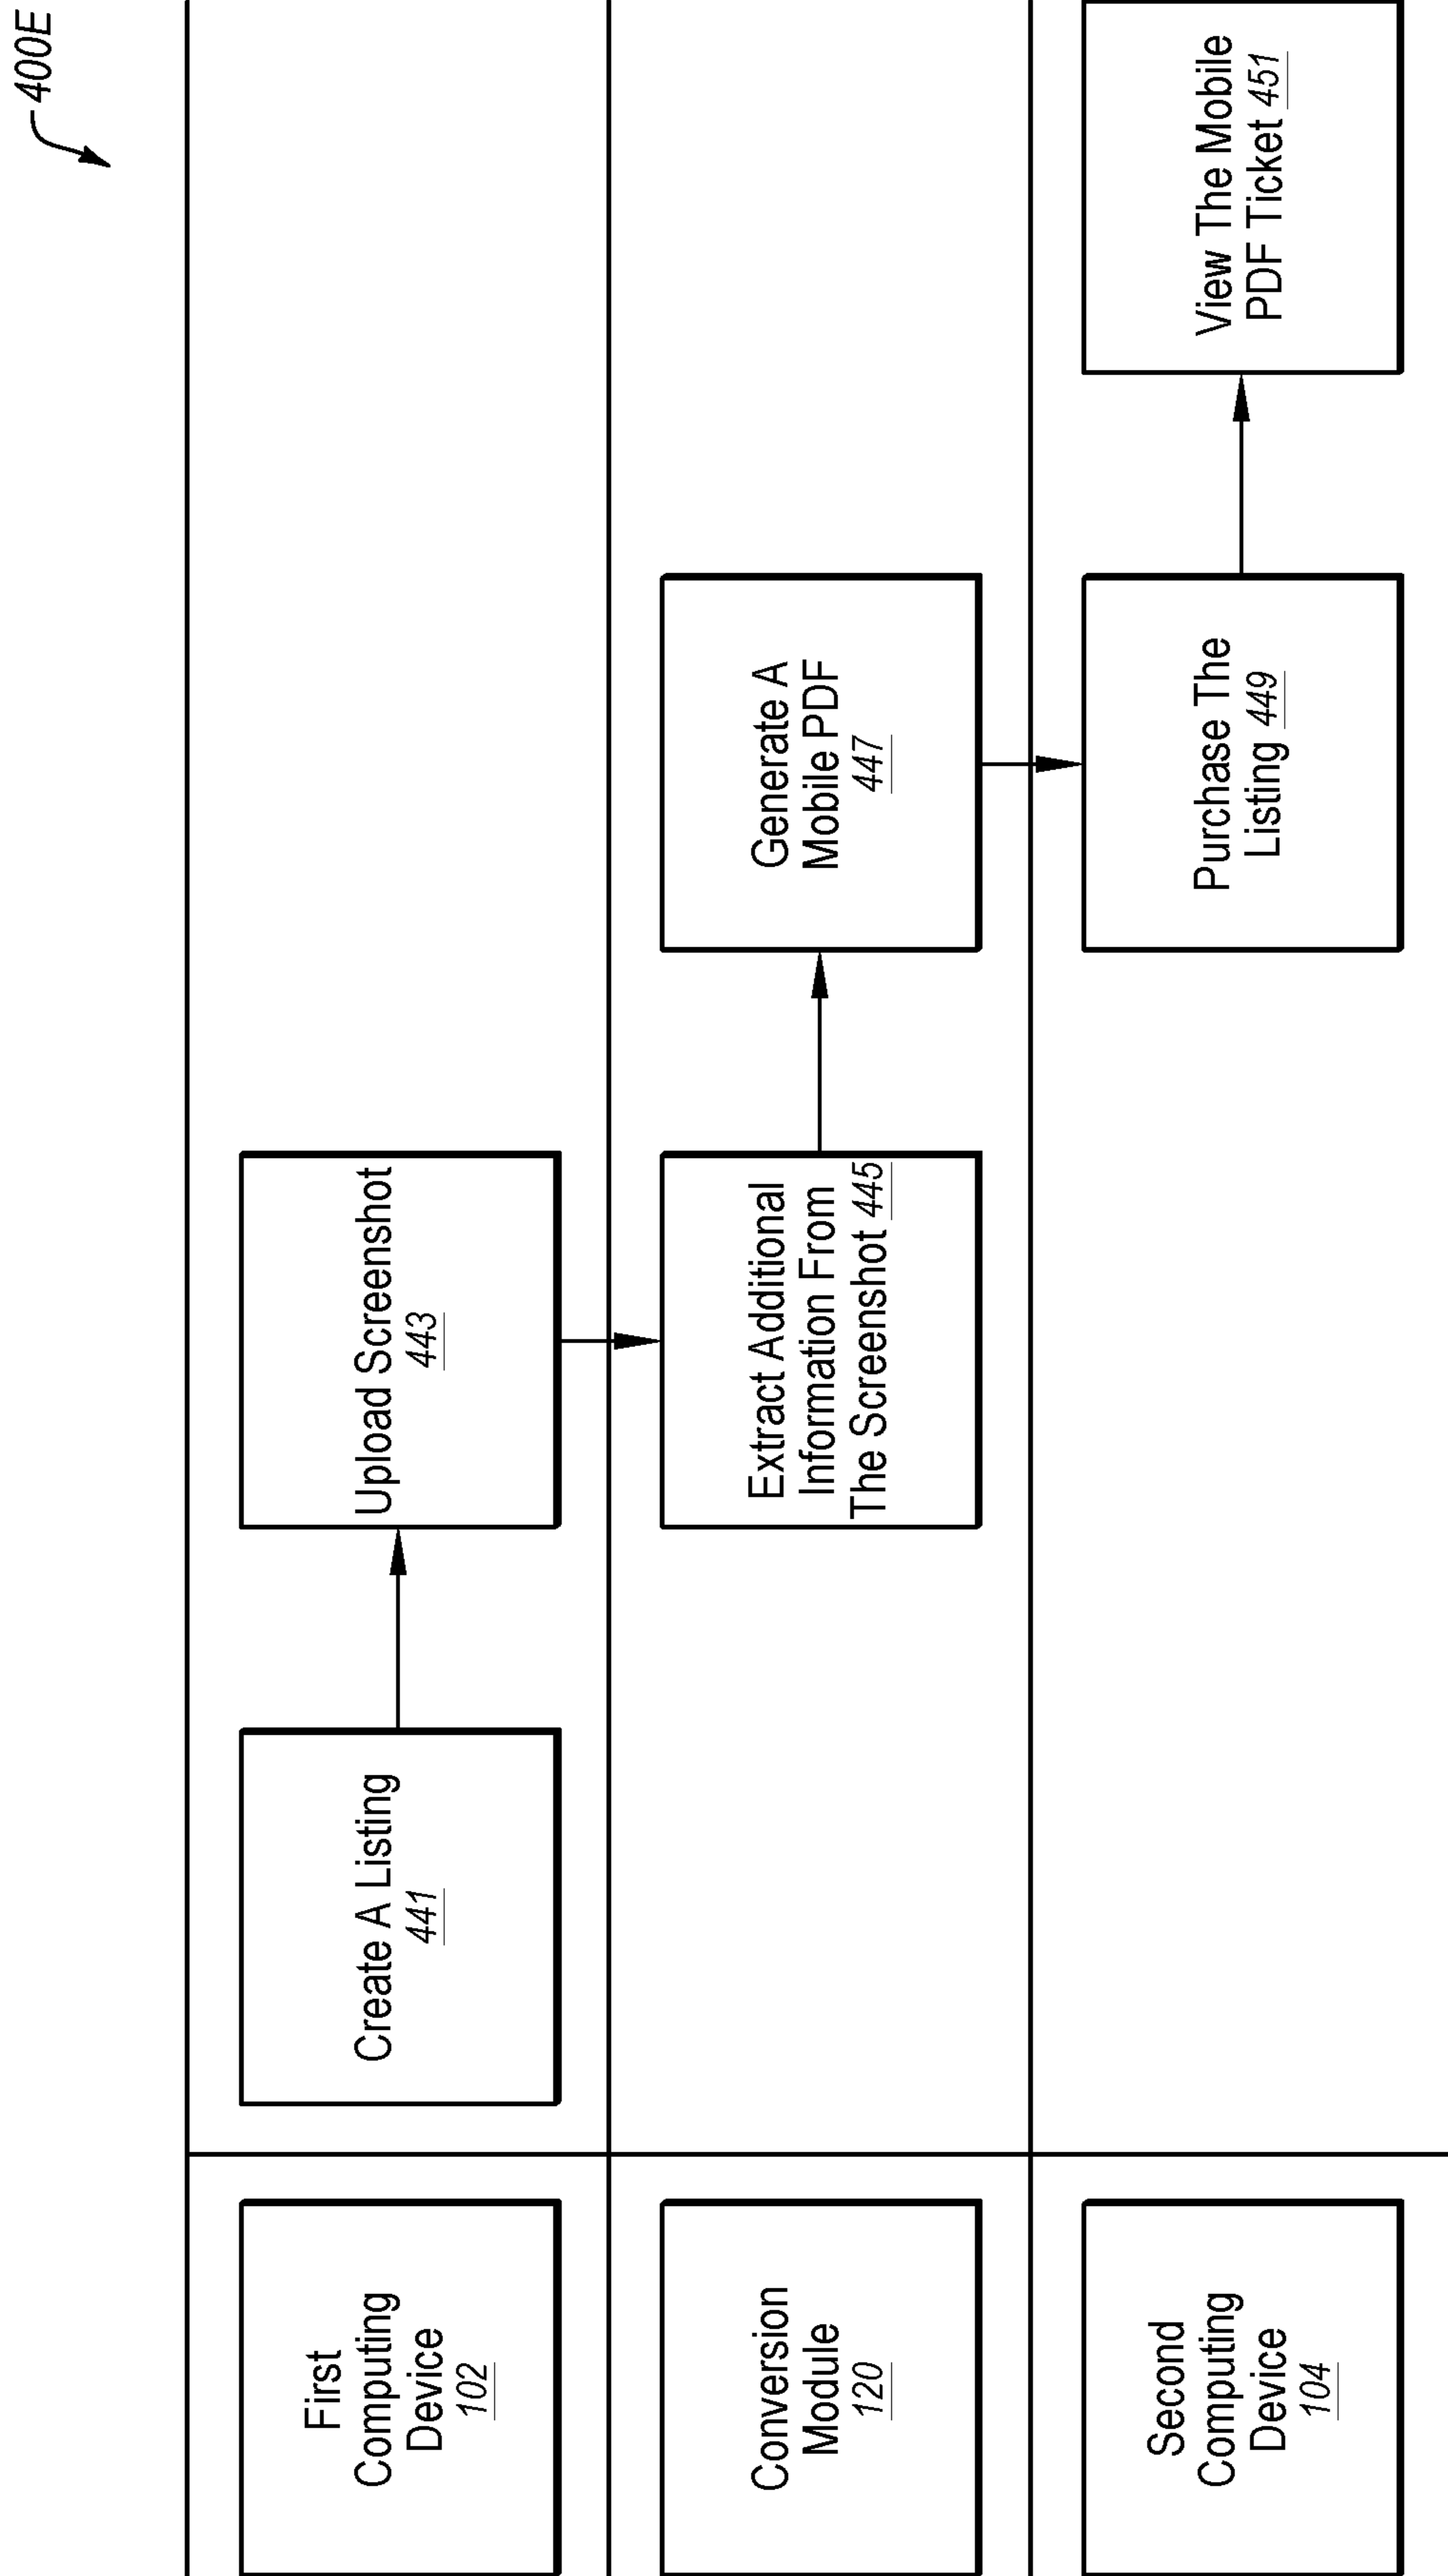 400E
First
Computing
Device
102
Create A Listing
441
Upload Screenshot
443
Conversion
Module
120
Extract Additional
Information From
The Screenshot 445
Generate A
Mobile PDF
447
Second
Computing
Device
104
Purchase The
Listing 449
View The Mobile
PDF Ticket 451